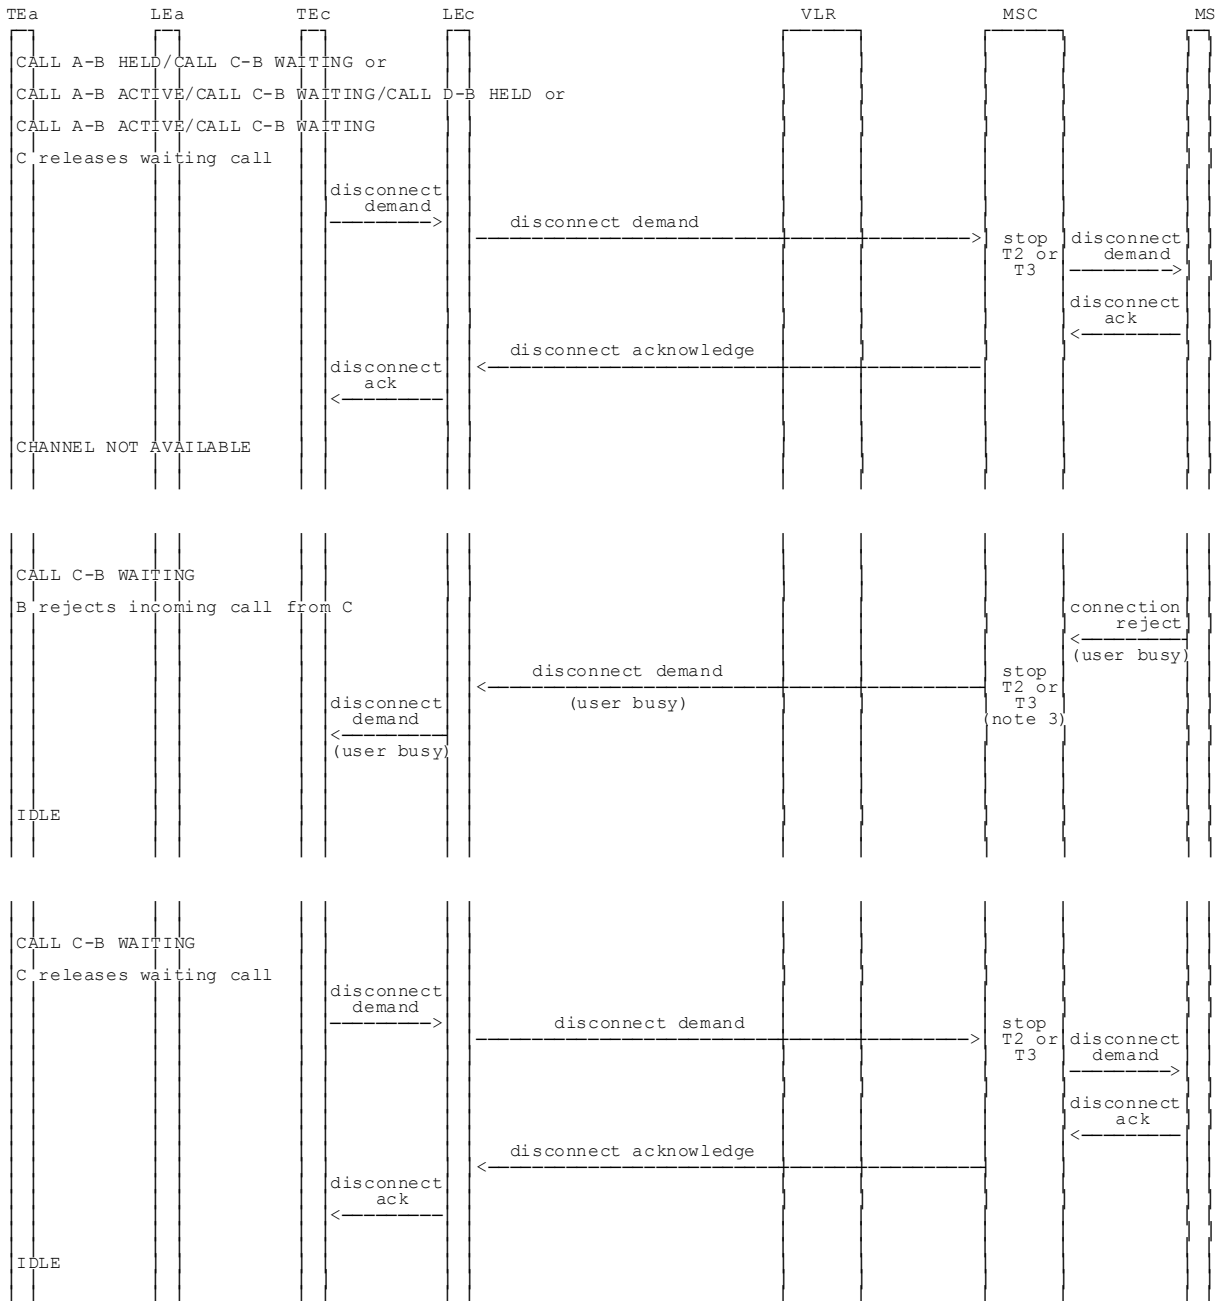 TEa LEa TEc LEc VLR MSC MS
CALL A-B HELD/CALL C-B WAITING or
CALL A-B ACTIVE/CALL C-B WAITING/CALL D-B HELD or
CALL A-B ACTIVE/CALL C-B WAITING
C releases waiting call
disconnect
demand
disconnect demand
stop
T2 or
T3
disconnect
demand
disconnect
ack
disconnect acknowledge
disconnect
ack
CHANNEL NOT AVAILABLE
CALL C-B WAITING
B rejects incoming call from C
connection
reject
(user busy)
disconnect demand
(user busy)
stop
T2 or
T3
(note 3)
disconnect
demand
(user busy)
IDLE
CALL C-B WAITING
C releases waiting call
disconnect
demand
disconnect demand
stop
T2 or
T3
disconnect
demand
disconnect
ack
disconnect acknowledge
disconnect
ack
IDLE